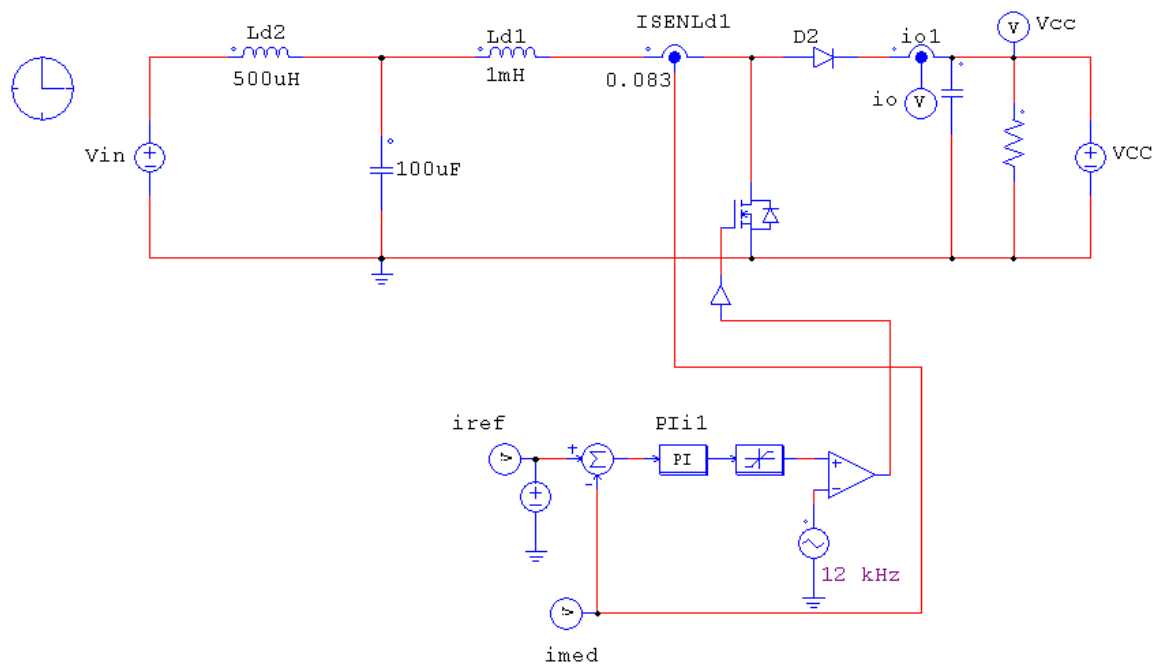 ISENLd1
V
Vcc
Ld2
Ld1
D2
io1
500uH
1mH
0.083
io
V
Vin
100uF
VCC
iref
PIi1
V
Σ
PI
12 kHz
V
imed